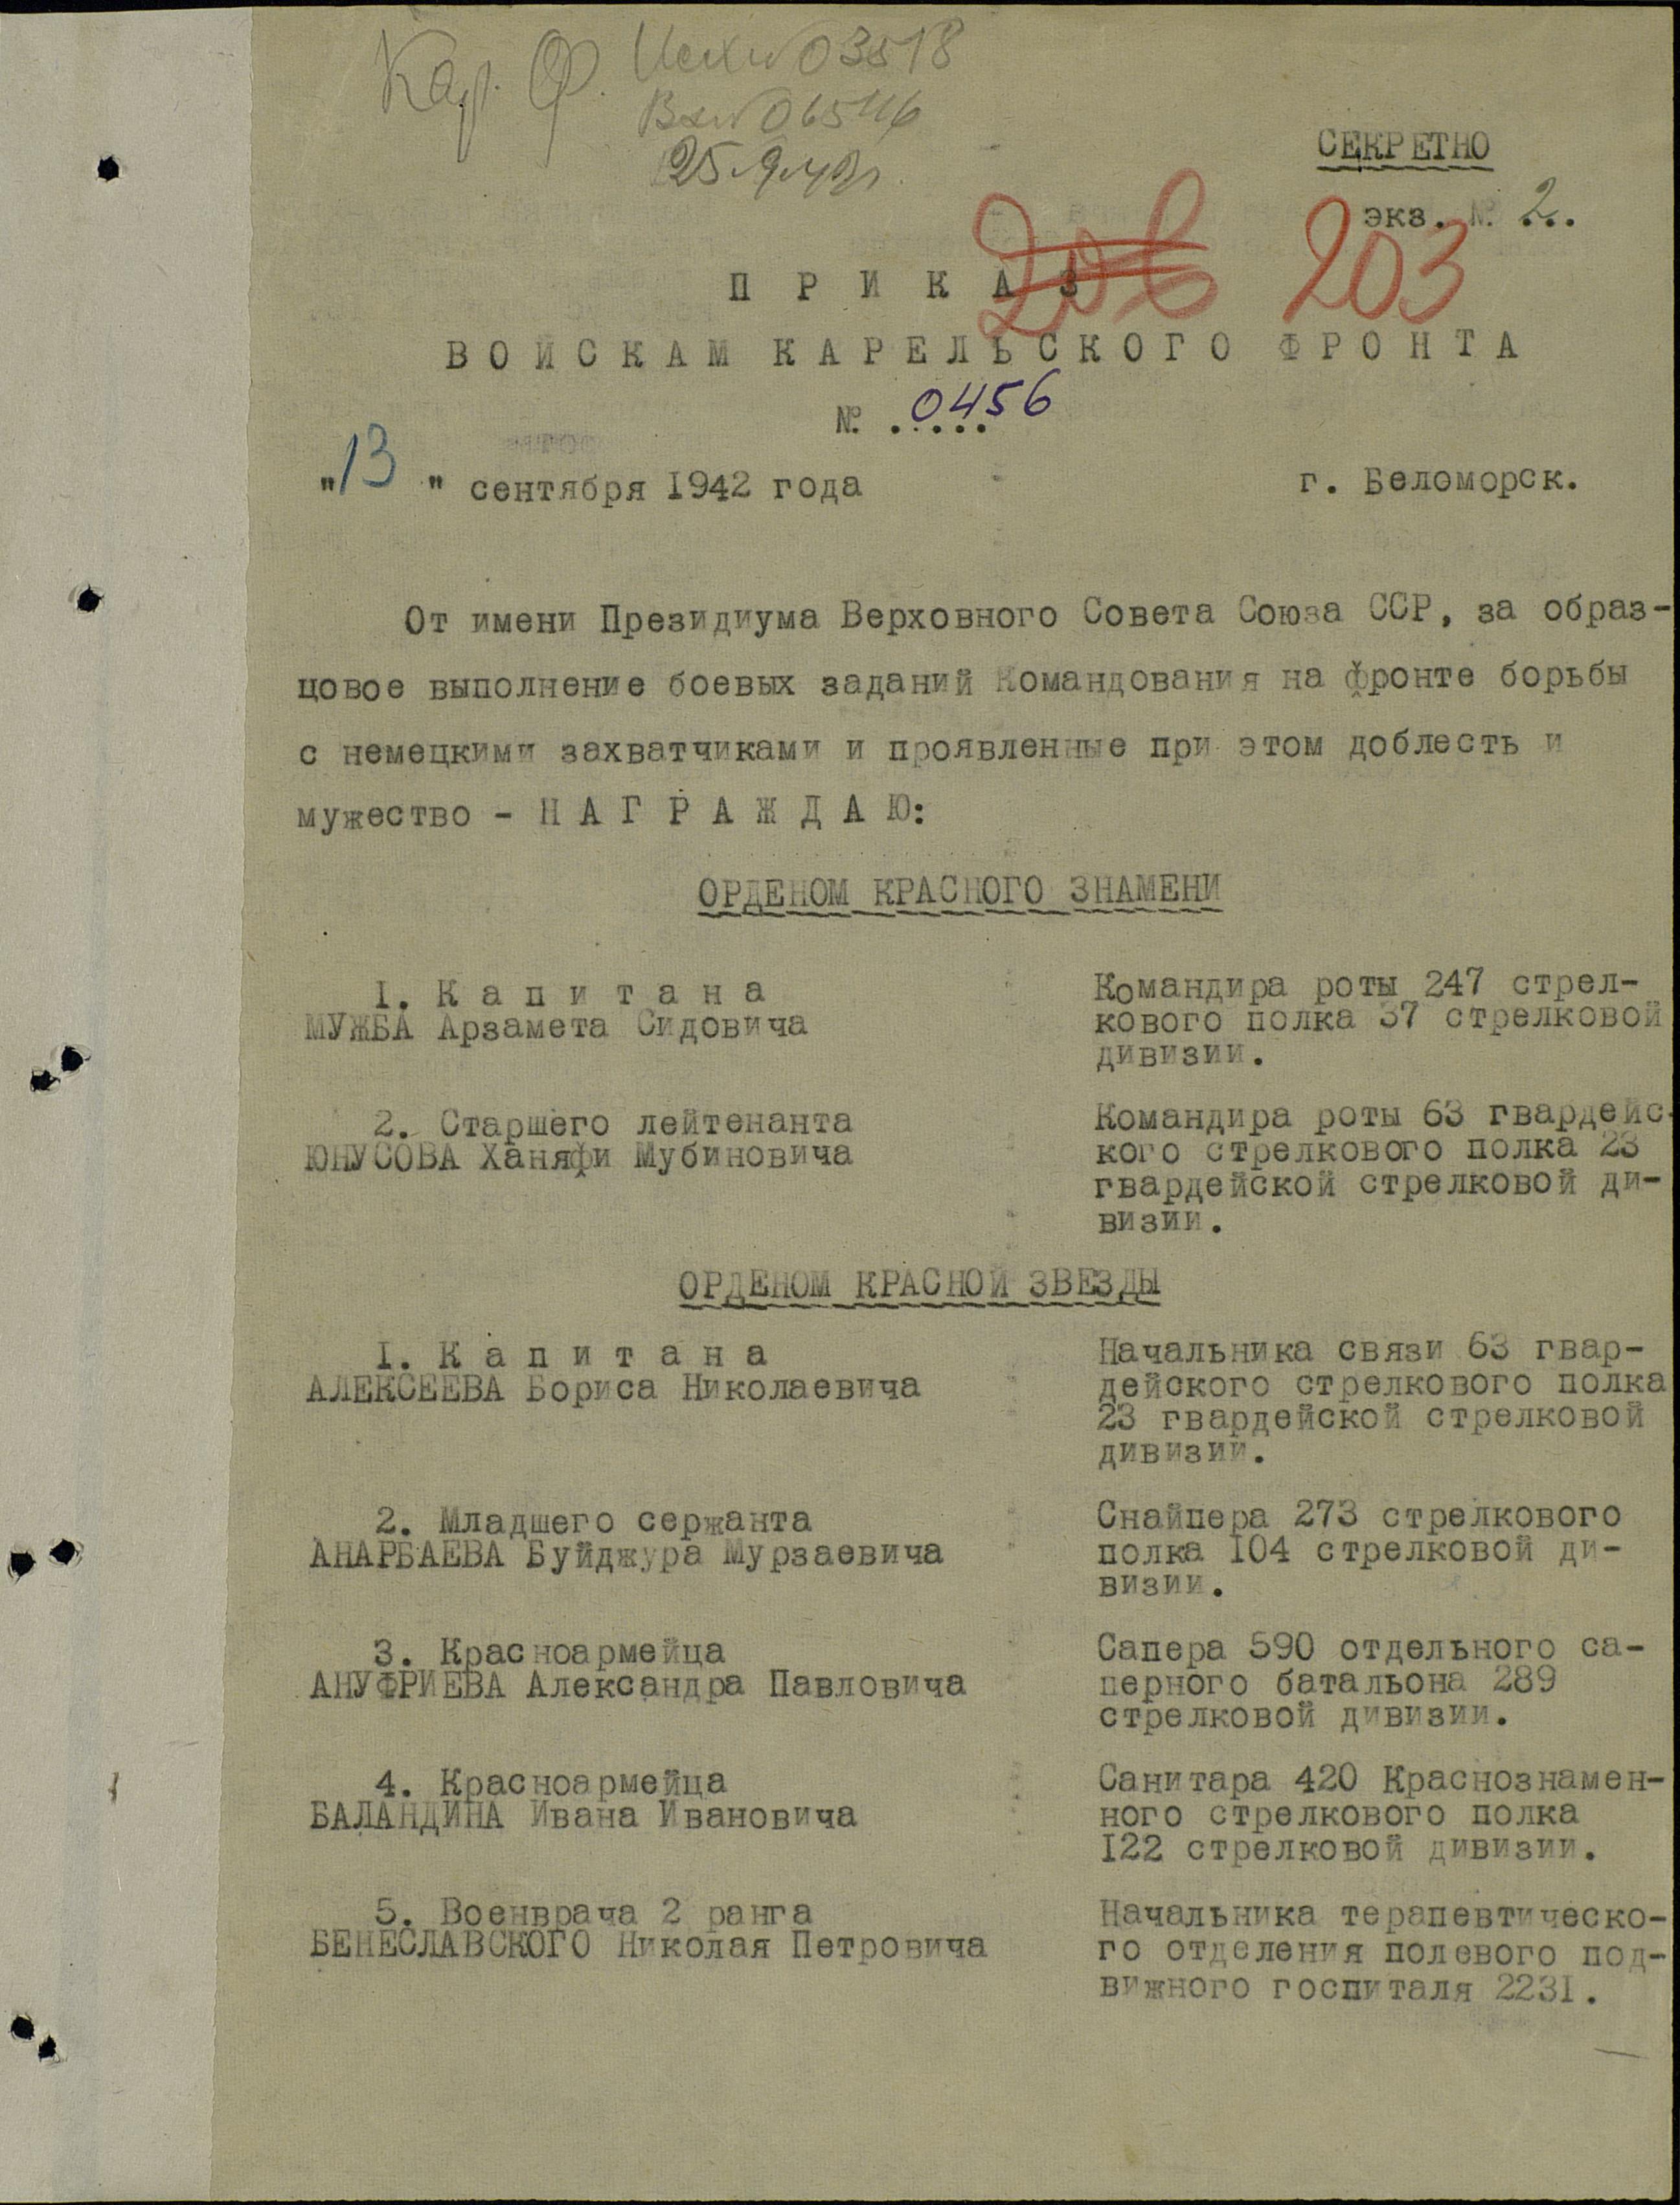 Кар. Ф. Исх № 03518
Вх № 06546
25.9.42г.
СЕКРЕТНО
экз. № 2...
203
П Р И К А З
ВОЙСКАМ КАРЕЛЬСКОГО ФРОНТА
№ 0456
"13" сентября 1942 года г. Беломорск.
От имени Президиума Верховного Совета Союза ССР, за образ-
цовое выполнение боевых заданий Командования на фронте борьбы
с немецкими захватчиками и проявленные при этом доблесть и
мужество - Н А Г Р А Ж Д А Ю:
ОРДЕНОМ КРАСНОГО ЗНАМЕНИ
1. К а п и т а н а
МУЖБА Арзамета Сидовича
Командира роты 247 стрел-
кового полка 37 стрелковой
дивизии.
2. Старшего лейтенанта
ЮНУСОВА Ханяфи Мубиновича
Командира роты 63 гвардейс-
кого стрелкового полка 23
гвардейской стрелковой ди-
визии.
ОРДЕНОМ КРАСНОЙ ЗВЕЗДЫ
1. К а п и т а н а
АЛЕКСЕЕВА Бориса Николаевича
Начальника связи 63 гвар-
дейского стрелкового полка
23 гвардейской стрелковой
дивизии.
2. Младшего сержанта
АНАРБАЕВА Буйджура Мурзаевича
Снайпера 273 стрелкового
полка 104 стрелковой ди-
визии.
3. Красноармейца
АНУФРИЕВА Александра Павловича
Сапера 590 отдельного са-
перного батальона 289
стрелковой дивизии.
4. Красноармейца
БАЛАНДИНА Ивана Ивановича
Санитара 420 Краснознамен-
ного стрелкового полка
122 стрелковой дивизии.
5. Военврача 2 ранга
БЕНЕСЛАВСКОГО Николая Петровича
Начальника терапевтическо-
го отделения полевого под-
вижного госпиталя 2231.